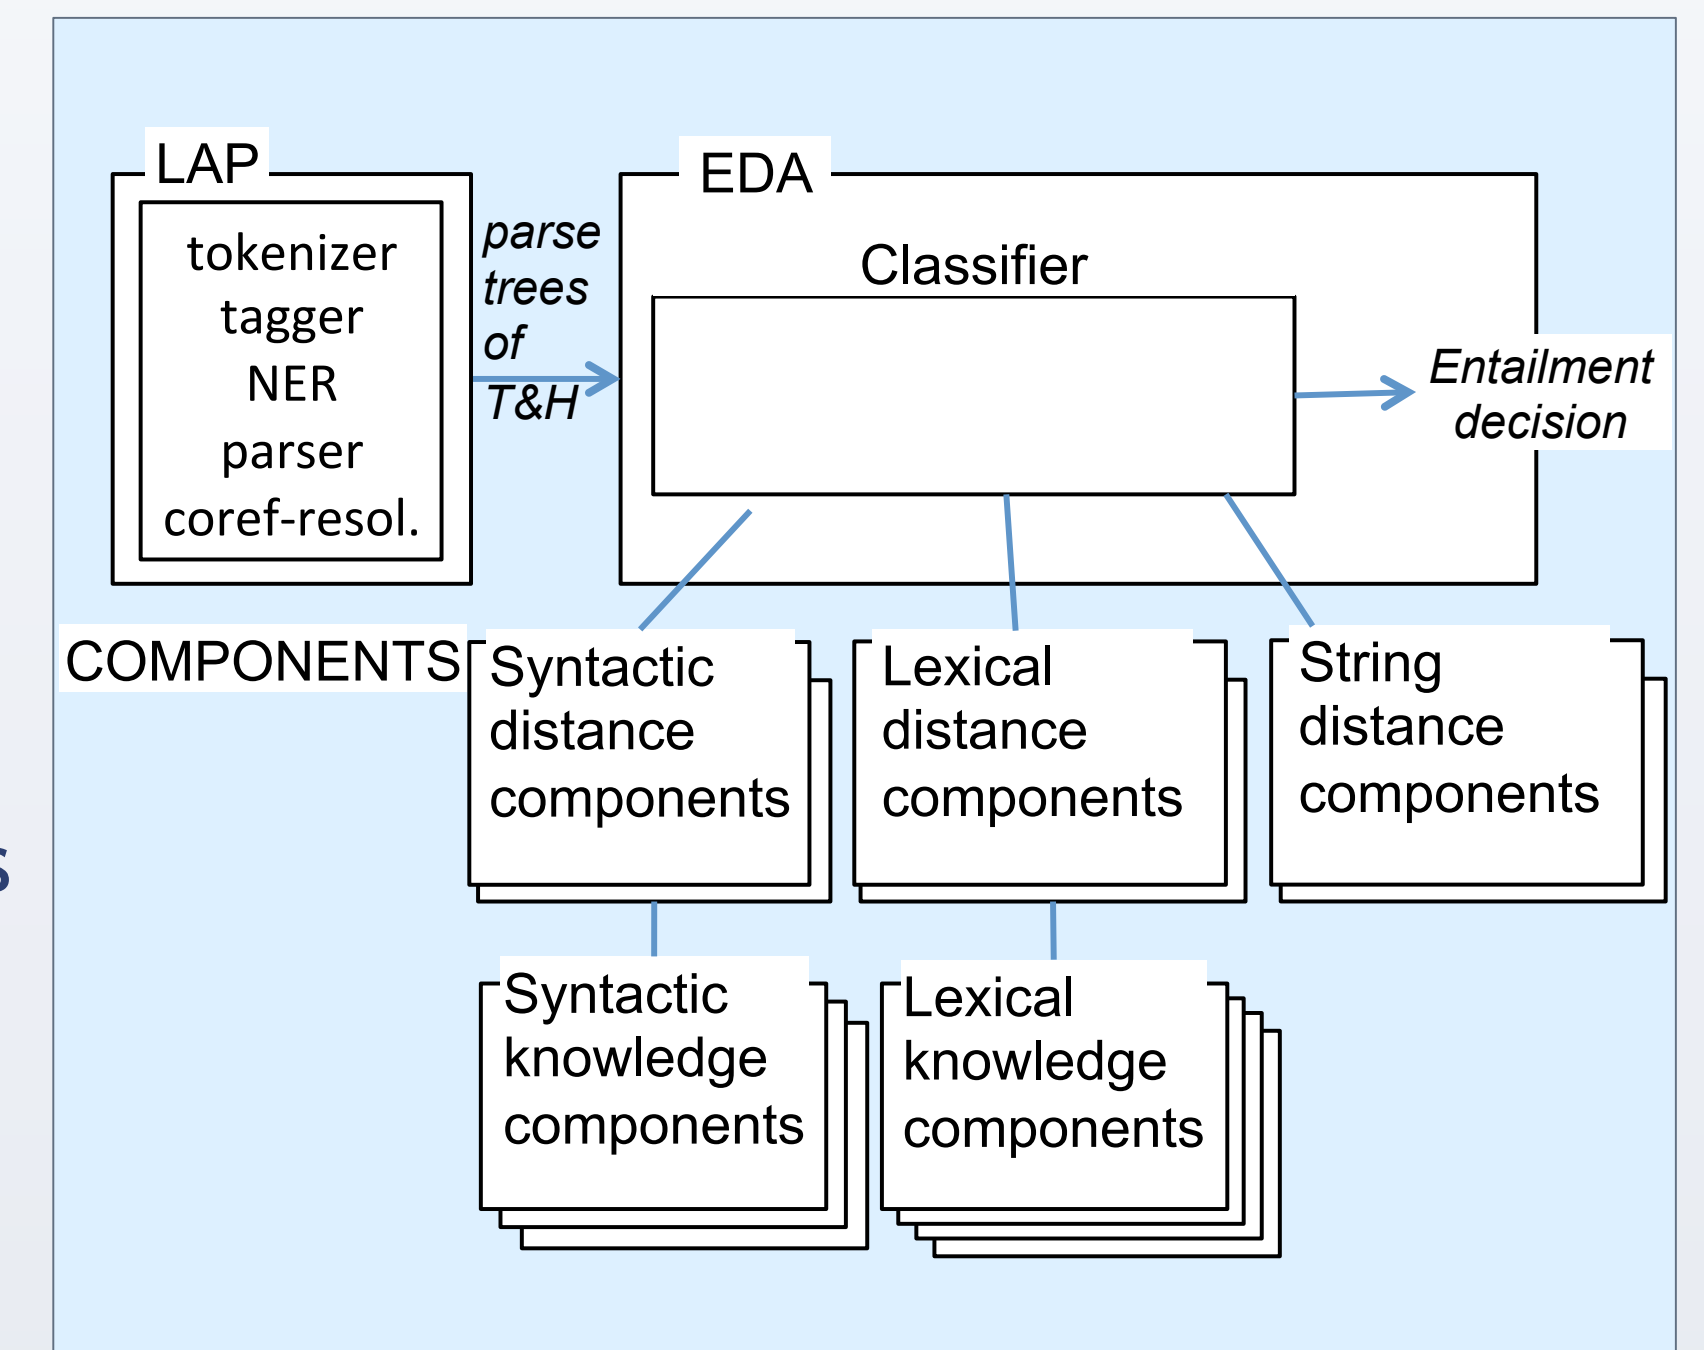 LAP
tokenizer
tagger
NER
parser
coref-resol.
parse
trees
of
T&H
EDA
Classifier
Entailment
decision
COMPONENTS
Syntactic
distance
components
Lexical
distance
components
String
distance
components
Syntactic
knowledge
components
Lexical
knowledge
components
s